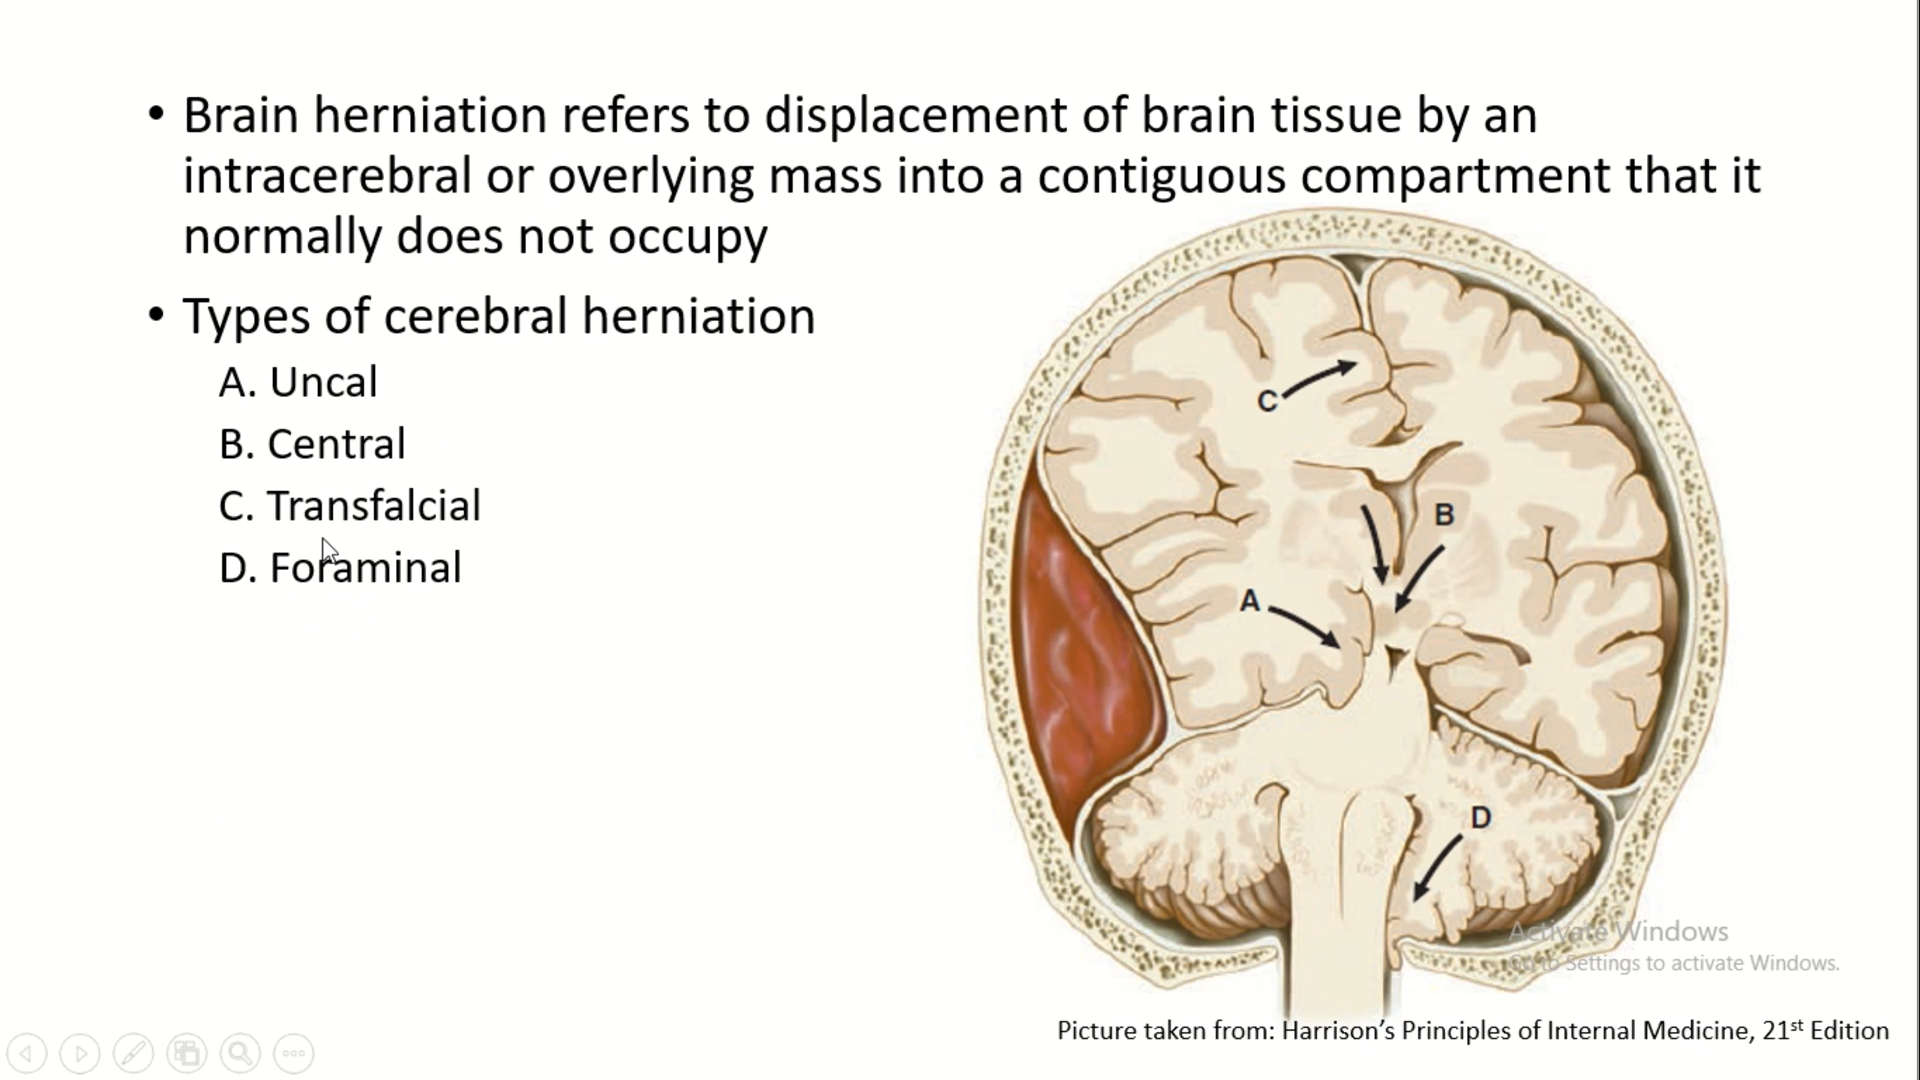 • Brain herniation refers to displacement of brain tissue by an
intracerebral or overlying mass into a contiguous compartment that it
normally does not occupy
• Types of cerebral herniation
A. Uncal
B. Central
C. Transfalcial
D. Foraminal
C
B
A
D
Activate Windows
Go to Settings to activate Windows.
Picture taken from: Harrison's Principles of Internal Medicine, 21st Edition